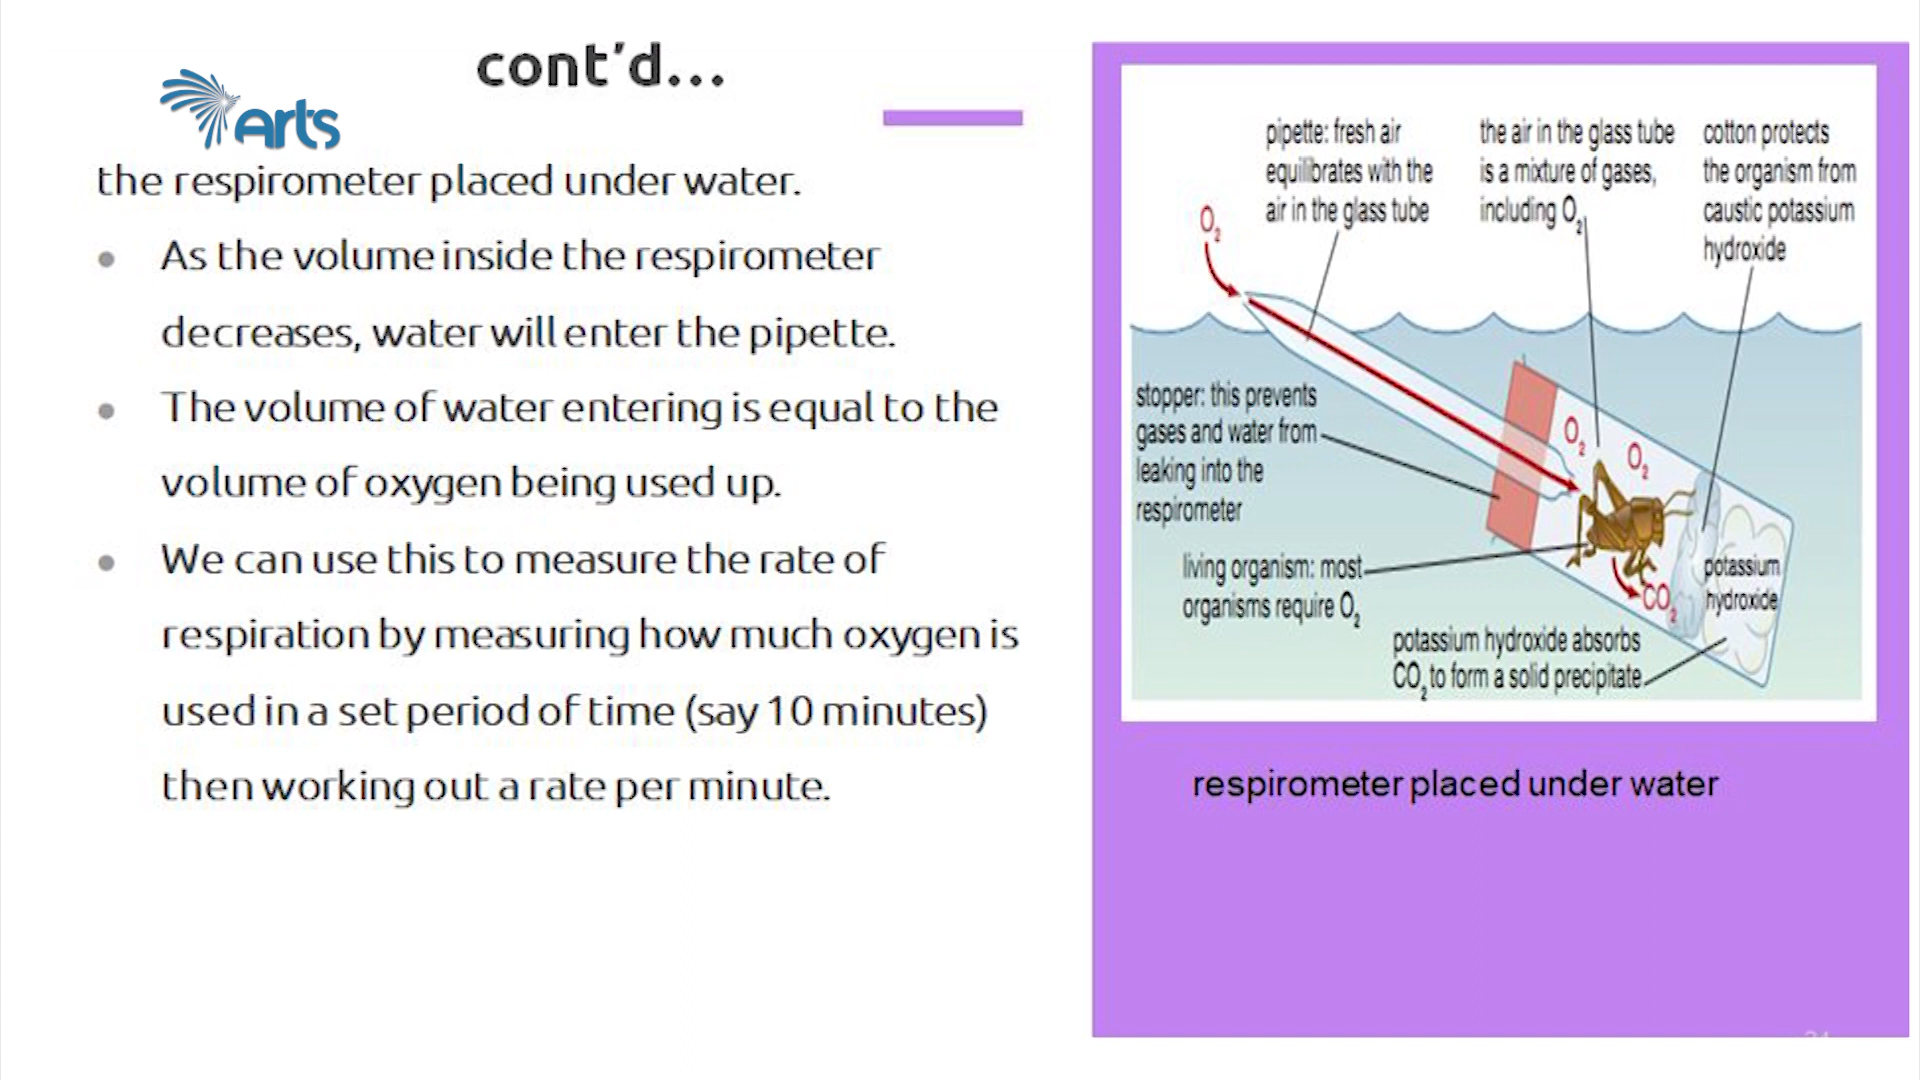 cont'd...
Arts
the respirometer placed under water.
As the volume inside the respirometer
decreases, water will enter the pipette.
The volume of water entering is equal to the
volume of oxygen being used up.
We can use this to measure the rate of
respiration by measuring how much oxygen is
used in a set period of time (say 10 minutes)
then working out a rate per minute.
pipette: fresh air
equilibrates with the
air in the glass tube
the air in the glass tube
is a mixture of gases,
including O₂
cotton protects
the organism from
caustic potassium
hydroxide
O₂
stopper: this prevents
gases and water from
leaking into the
respirometer
O₂
O₂
living organism: most
organisms require O₂
CO₂
potassium
hydroxide
potassium hydroxide absorbs
CO₂ to form a solid precipitate
respirometer placed under water